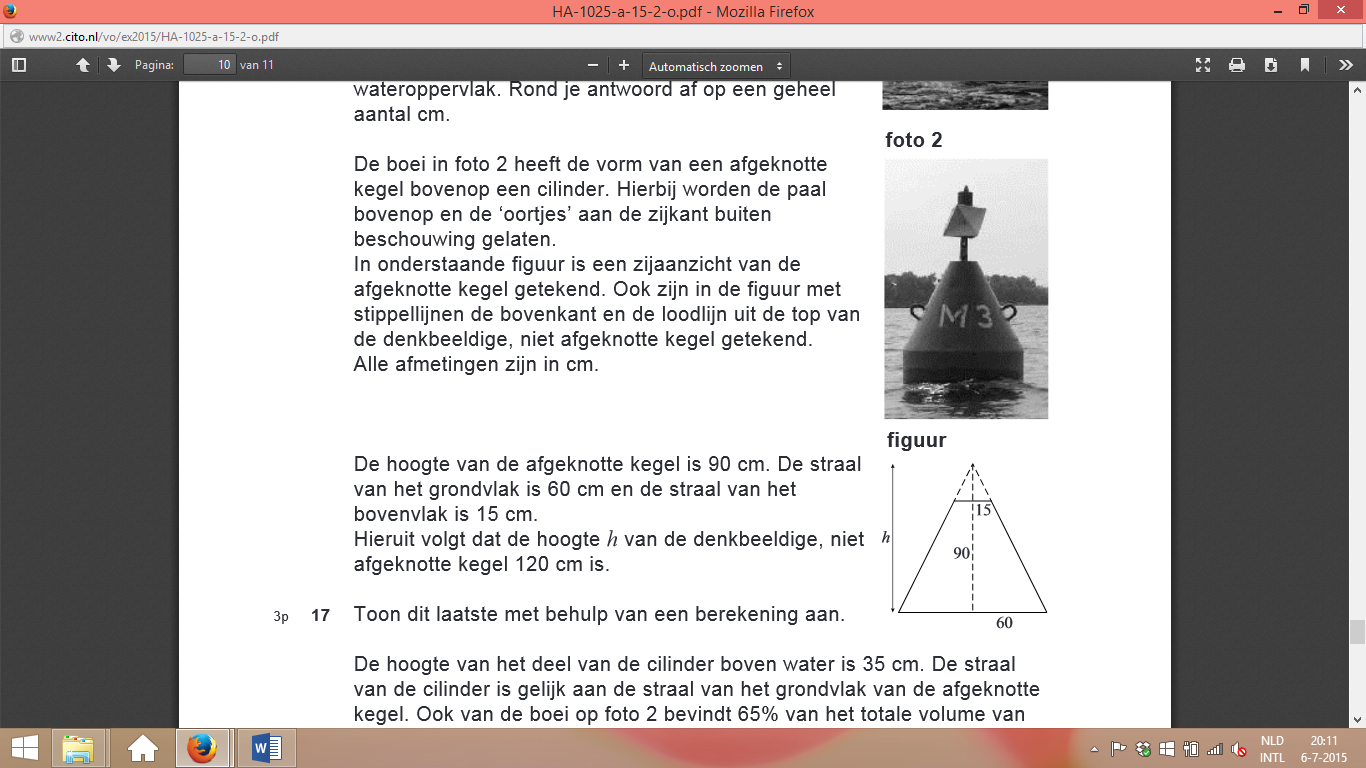 HA-1025-a-15-2-o.pdf - Mozilla Firefox
www2.cito.nl/vo/ex2015/HA-1025-a-15-2-o.pdf
Pagina: 10 van 11
Automatisch zoomen
wateroppervlak. Rond je antwoord af op een geheel
aantal cm.
foto 2
De boei in foto 2 heeft de vorm van een afgeknotte
kegel bovenop een cilinder. Hierbij worden de paal
bovenop en de ‘oortjes’ aan de zijkant buiten
beschouwing gelaten.
In onderstaande figuur is een zijaanzicht van de
afgeknotte kegel getekend. Ook zijn in de figuur met
stippellijnen de bovenkant en de loodlijn uit de top van
de denkbeeldige, niet afgeknotte kegel getekend.
Alle afmetingen zijn in cm.
M3
figuur
De hoogte van de afgeknotte kegel is 90 cm. De straal
van het grondvlak is 60 cm en de straal van het
bovenvlak is 15 cm.
Hieruit volgt dat de hoogte h van de denkbeeldige, niet
afgeknotte kegel 120 cm is.
15
h
90
60
3p 17 Toon dit laatste met behulp van een berekening aan.
De hoogte van het deel van de cilinder boven water is 35 cm. De straal
van de cilinder is gelijk aan de straal van het grondvlak van de afgeknotte
kegel. Ook van de boei op foto 2 bevindt 65% van het totale volume van
NLD
INTL
20:11
6-7-2015